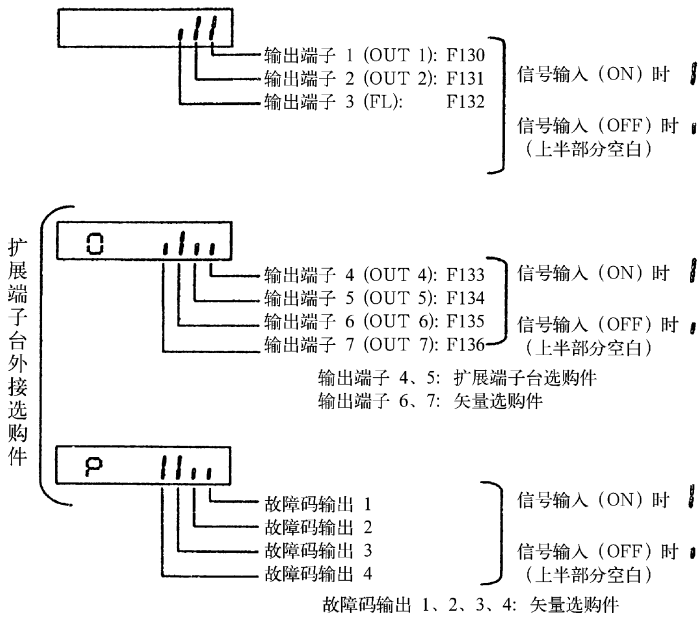 输出端子 1 (OUT 1): F130
输出端子 2 (OUT 2): F131
输出端子 3 (FL): F132
信号输入（ON）时
信号输入（OFF）时
（上半部分空白）
扩展端子台外接选购件
O
输出端子 4 (OUT 4): F133
输出端子 5 (OUT 5): F134
输出端子 6 (OUT 6): F135
输出端子 7 (OUT 7): F136
信号输入（ON）时
信号输入（OFF）时
（上半部分空白）
输出端子 4、5: 扩展端子台选购件
输出端子 6、7: 矢量选购件
P
故障码输出 1
故障码输出 2
故障码输出 3
故障码输出 4
信号输入（ON）时
信号输入（OFF）时
（上半部分空白）
故障码输出 1、2、3、4: 矢量选购件